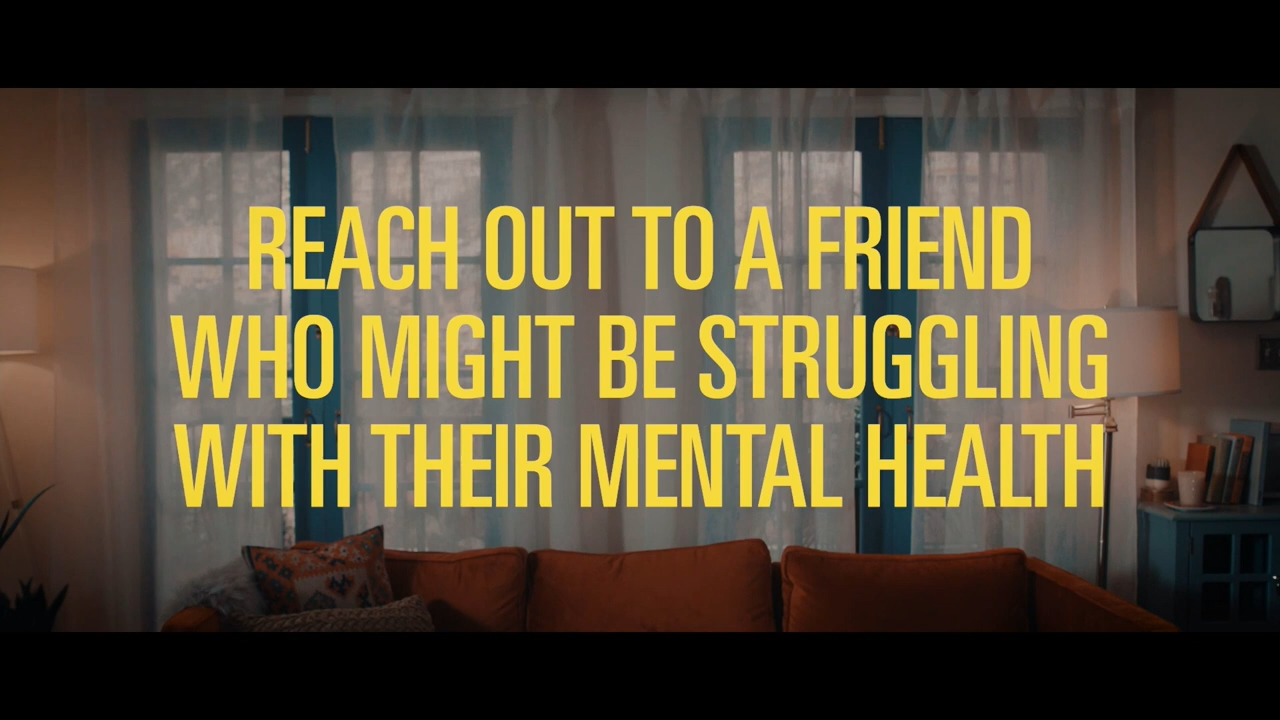 REACH OUT TO A FRIEND
WHO MIGHT BE STRUGGLING
WITH THEIR MENTAL HEALTH